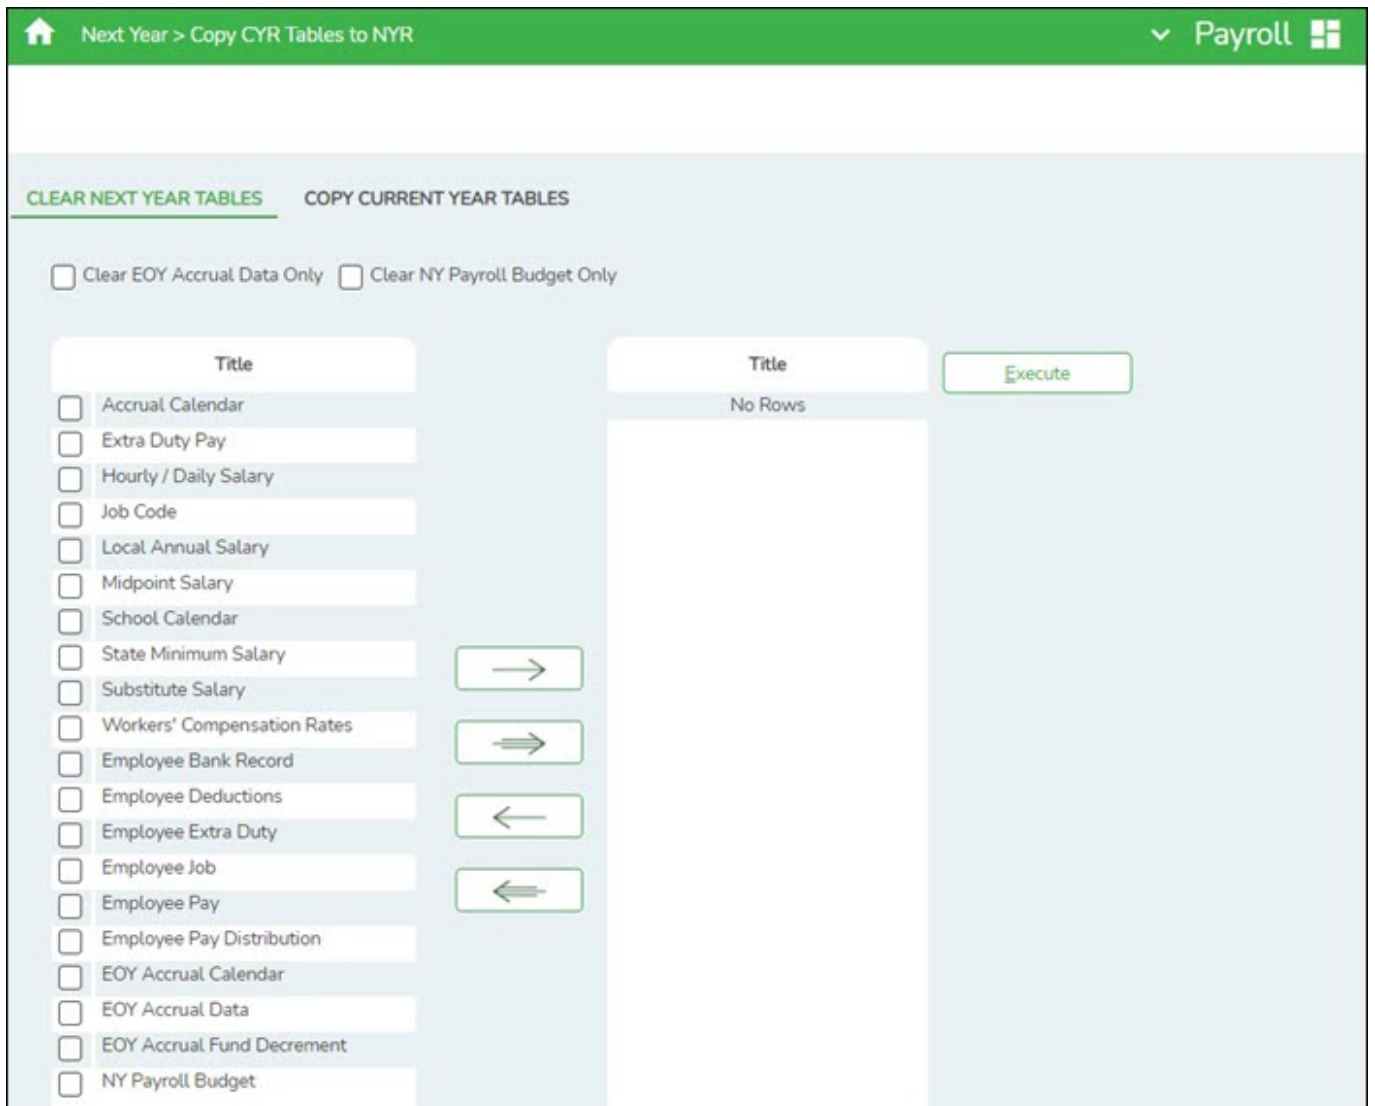 Next Year > Copy CYR Tables to NYR
Payroll
CLEAR NEXT YEAR TABLES
COPY CURRENT YEAR TABLES
Clear EOY Accrual Data Only
Clear NY Payroll Budget Only
Title
Accrual Calendar
Extra Duty Pay
Hourly / Daily Salary
Job Code
Local Annual Salary
Midpoint Salary
School Calendar
State Minimum Salary
Substitute Salary
Workers' Compensation Rates
Employee Bank Record
Employee Deductions
Employee Extra Duty
Employee Job
Employee Pay
Employee Pay Distribution
EOY Accrual Calendar
EOY Accrual Data
EOY Accrual Fund Decrement
NY Payroll Budget
Title
No Rows
Execute